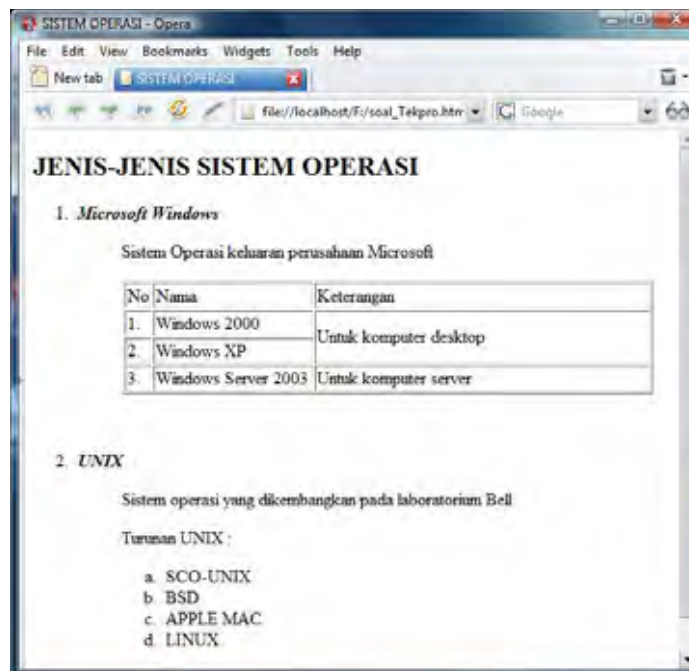 SISTEM OPERASI - Opera
File Edit View Bookmarks Widgets Tools Help
New tab SISTEM OPERASI
file://localhost/F:/soal_Tekpro.htm Google
JENIS-JENIS SISTEM OPERASI
1. Microsoft Windows
Sistem Operasi keluaran perusahaan Microsoft
No Nama Keterangan
1. Windows 2000
Untuk komputer desktop
2. Windows XP
3. Windows Server 2003 Untuk komputer server
2. UNIX
Sistem operasi yang dikembangkan pada laboratorium Bell
Turunan UNIX :
a. SCO-UNIX
b. BSD
c. APPLE MAC
d. LINUX